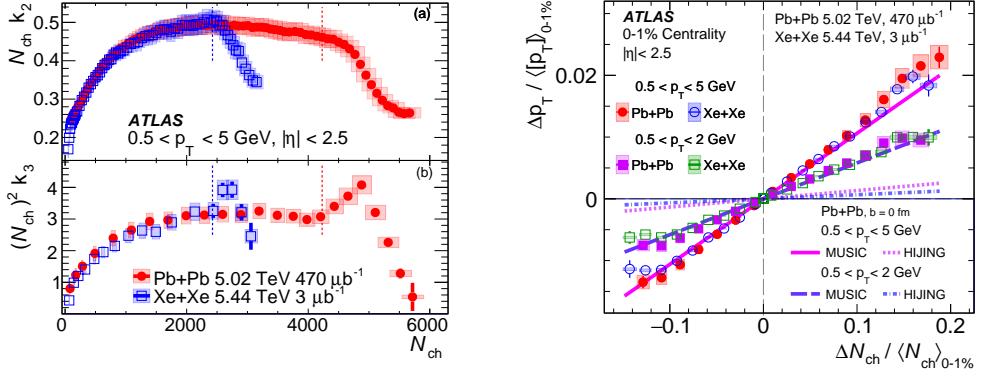 (a)
N_ch k_2
0.5
0.4
0.3
0.2
ATLAS
0.5 < p_T < 5 GeV, |η| < 2.5
(b)
(N_ch)² k_3
4
3
2
1
Pb+Pb 5.02 TeV 470 μb⁻¹
Xe+Xe 5.44 TeV 3 μb⁻¹
0 2000 4000 6000
N_ch
Δp_T / ⟨[p_T]⟩_0-1%
0.02
0
ATLAS
0-1% Centrality
|η| < 2.5
Pb+Pb 5.02 TeV, 470 μb⁻¹
Xe+Xe 5.44 TeV, 3 μb⁻¹
0.5 < p_T < 5 GeV
Pb+Pb Xe+Xe
0.5 < p_T < 2 GeV
Pb+Pb Xe+Xe
Pb+Pb, b = 0 fm
0.5 < p_T < 5 GeV
MUSIC HIJING
0.5 < p_T < 2 GeV
MUSIC HIJING
−0.1 0 0.1 0.2
ΔN_ch / ⟨N_ch⟩_0-1%